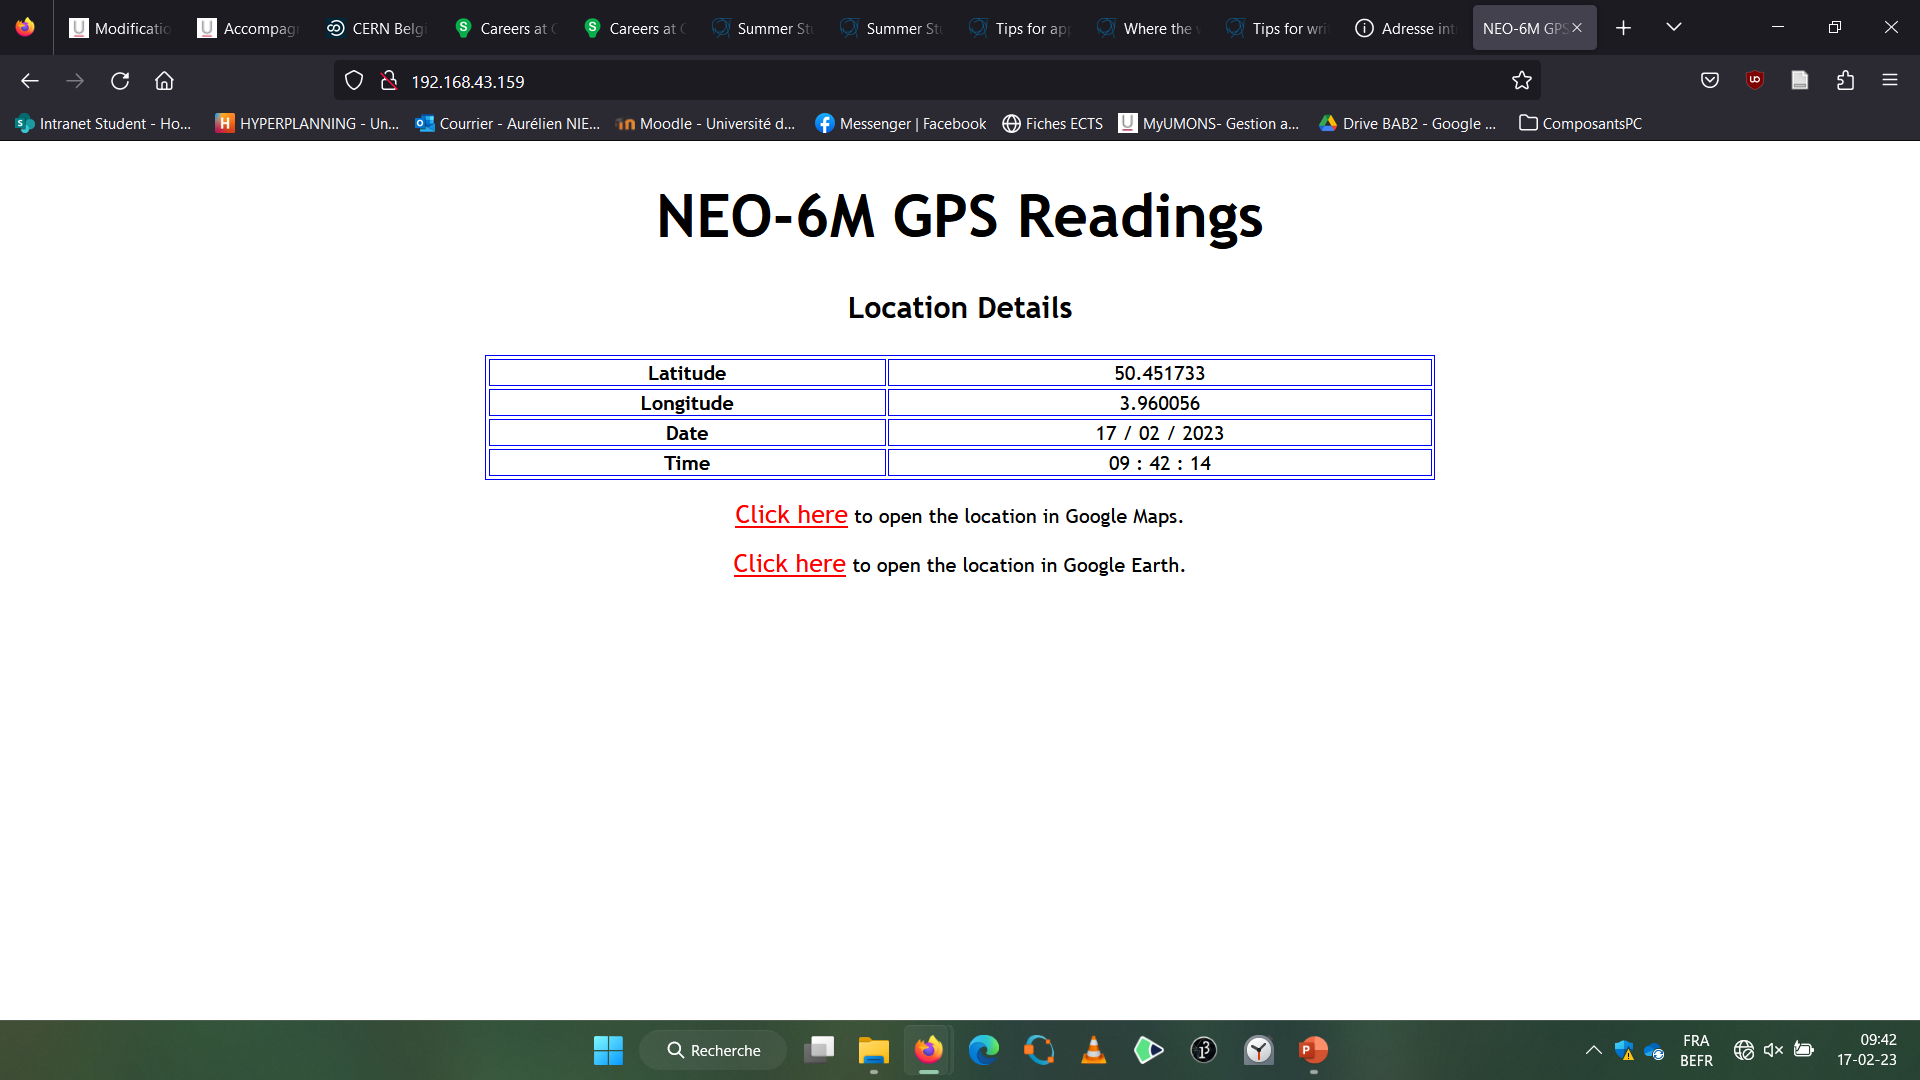 Modificatio Accompagn CERN Belgi Careers at C Careers at C Summer Stu Summer Stu Tips for app Where the w Tips for writ Adresse int NEO-6M GPS
192.168.43.159
Intranet Student - Ho... HYPERPLANNING - Un... Courrier - Aurélien NIE... Moodle - Université d... Messenger | Facebook Fiches ECTS MyUMONS- Gestion a... Drive BAB2 - Google ... ComposantsPC
NEO-6M GPS Readings
Location Details
Latitude 50.451733
Longitude 3.960056
Date 17 / 02 / 2023
Time 09 : 42 : 14
Click here to open the location in Google Maps.
Click here to open the location in Google Earth.
Recherche
FRA
BEFR
09:42
17-02-23